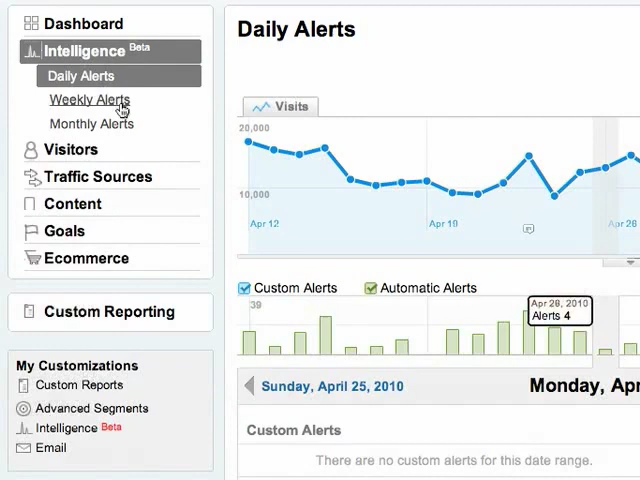 Dashboard
Intelligence Beta
Daily Alerts
Weekly Alerts
Monthly Alerts
Visitors
Traffic Sources
Content
Goals
Ecommerce
Custom Reporting
My Customizations
Custom Reports
Advanced Segments
Intelligence Beta
Email
Daily Alerts
Visits
20,000
10,000
Apr 12
Apr 19
Apr 26
Custom Alerts
Automatic Alerts
39
Apr 28, 2010
Alerts 4
Sunday, April 25, 2010
Monday, Apr
Custom Alerts
There are no custom alerts for this date range.